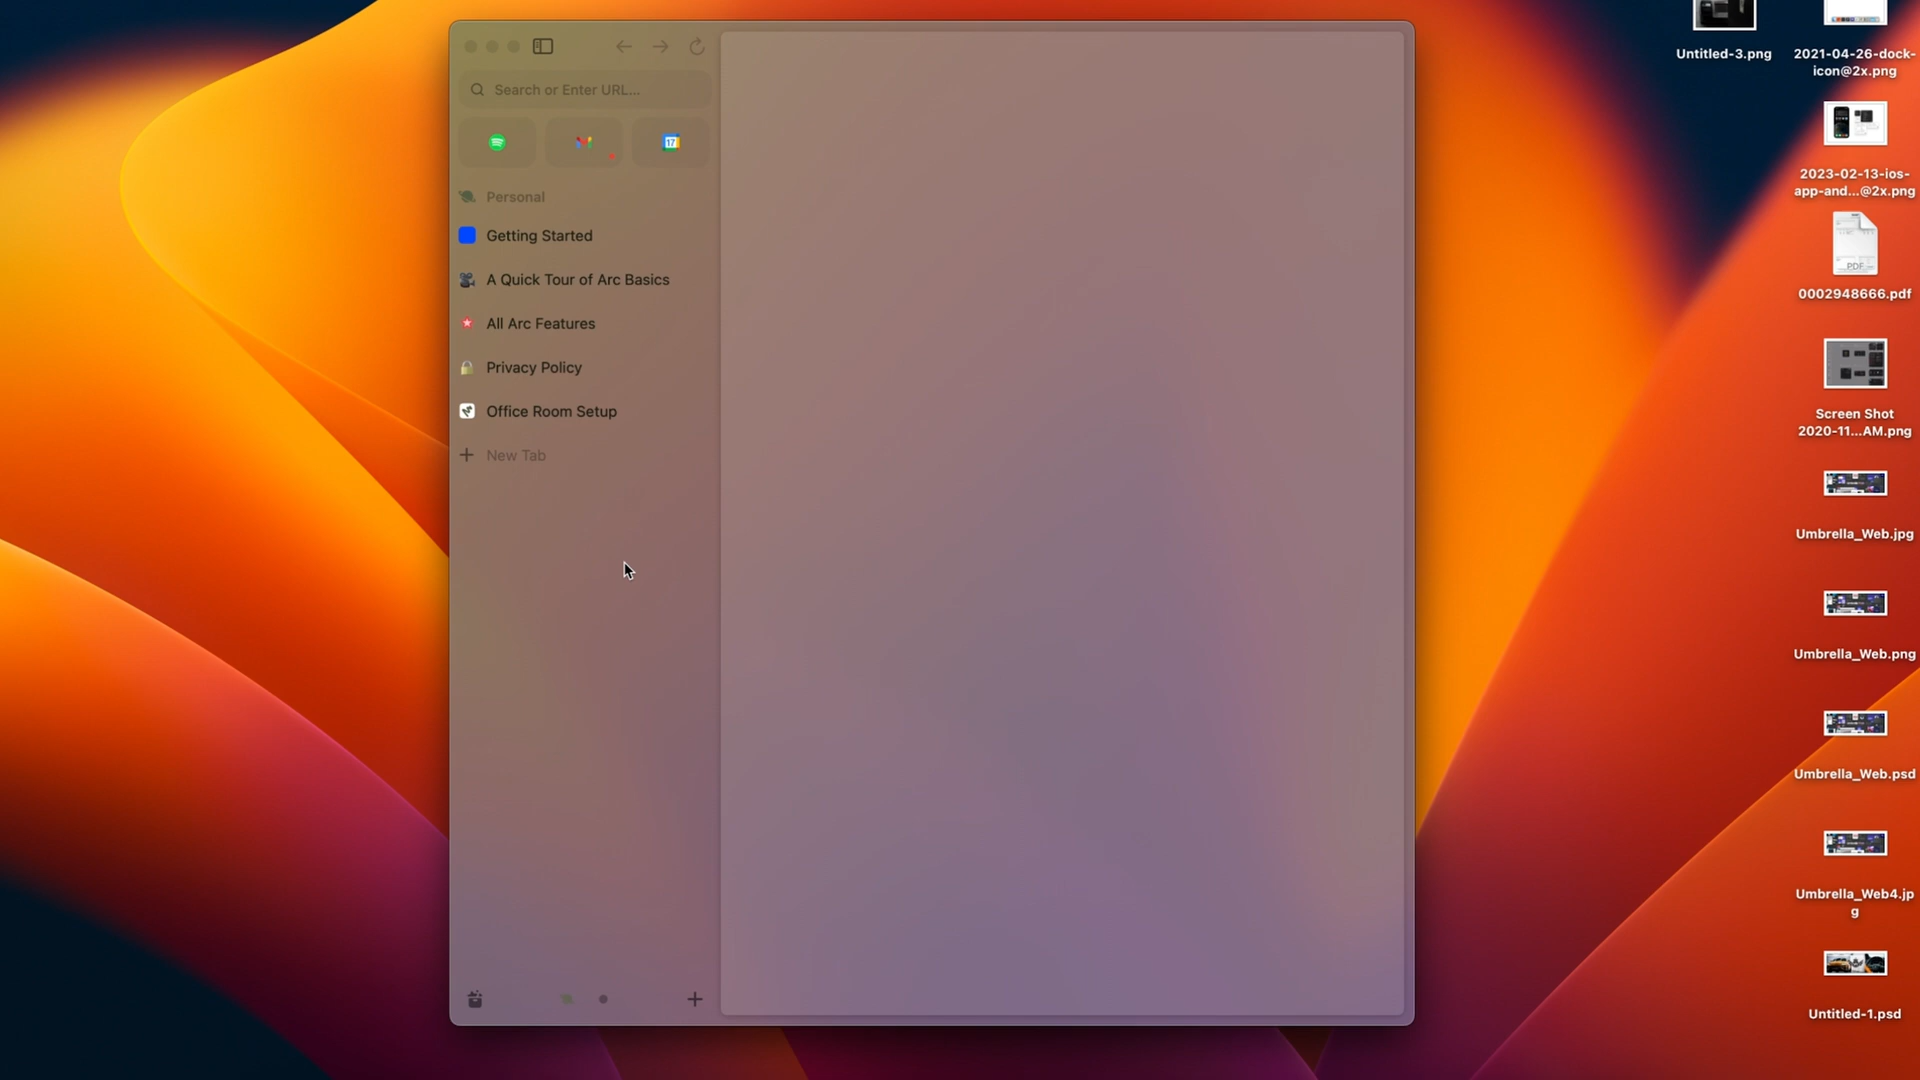 Search or Enter URL...
17
Personal
Getting Started
A Quick Tour of Arc Basics
All Arc Features
Privacy Policy
Office Room Setup
New Tab
Untitled-3.png
2021-04-26-dock-
icon@2x.png
2023-02-13-ios-
app-and...@2x.png
PDF
0002948666.pdf
Screen Shot
2020-11...AM.png
Umbrella_Web.jpg
Umbrella_Web.png
Umbrella_Web.psd
Umbrella_Web4.jp
g
Untitled-1.psd